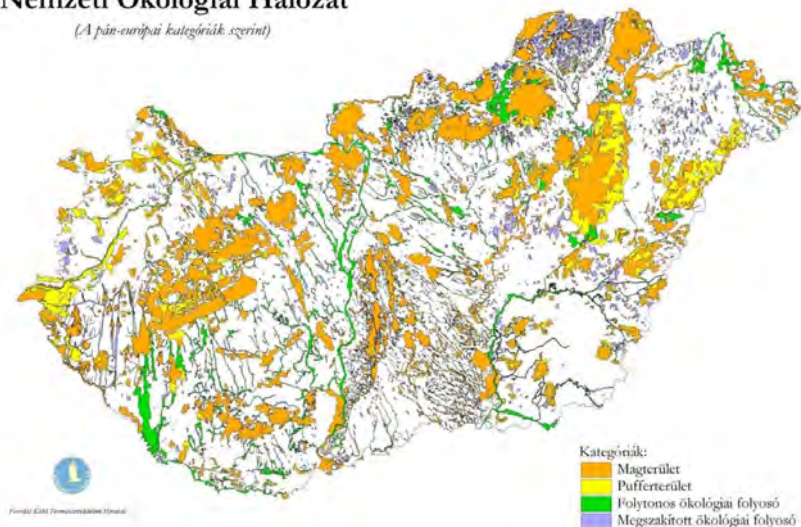 Nemzeti Ökológiai Hálózat
(A pán-európai kategóriák szerint)
Kategóriák:
Magterület
Pufferterület
Folytonos ökológiai folyosó
Megszakított ökológiai folyosó